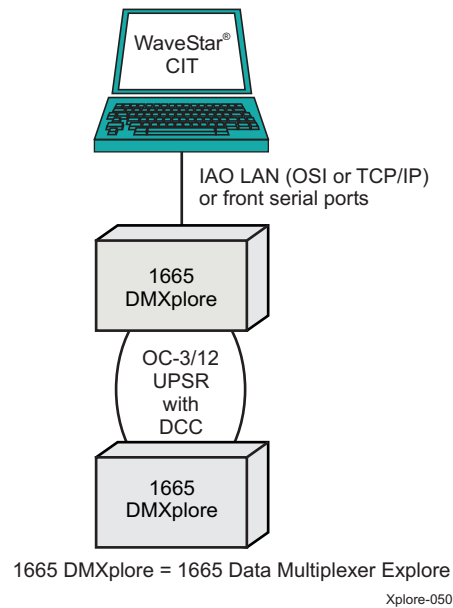 WaveStar®
CIT
IAO LAN (OSI or TCP/IP)
or front serial ports
1665
DMXplore
OC-3/12
UPSR
with
DCC
1665
DMXplore
1665 DMXplore = 1665 Data Multiplexer Explore
Xplore-050